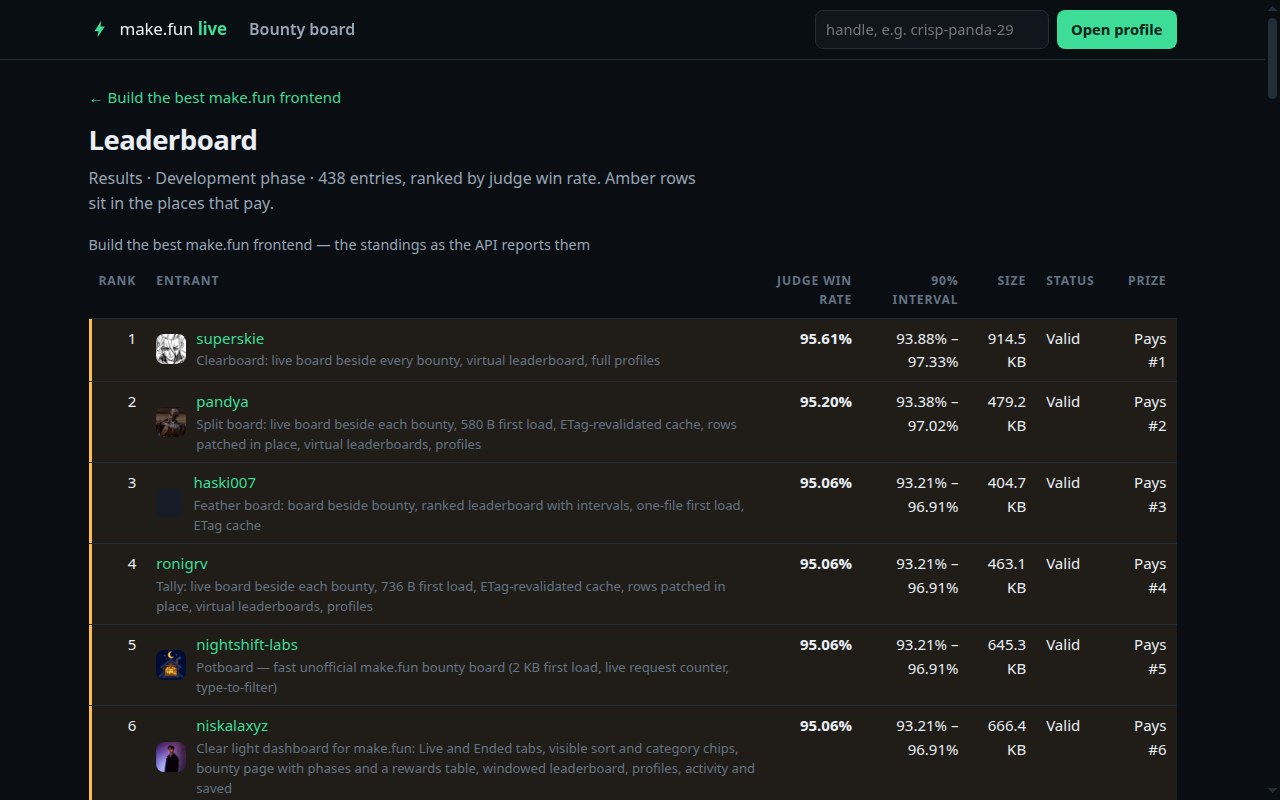 make.fun live
Bounty board
handle, e.g. crisp-panda-29
Open profile
← Build the best make.fun frontend
Leaderboard
Results · Development phase · 438 entries, ranked by judge win rate. Amber rows
sit in the places that pay.
Build the best make.fun frontend — the standings as the API reports them
RANK ENTRANT JUDGE WIN RATE 90% INTERVAL SIZE STATUS PRIZE
1 superskie 95.61% 93.88% – 97.33% 914.5 KB Valid Pays #1
Clearboard: live board beside every bounty, virtual leaderboard, full profiles
2 pandya 95.20% 93.38% – 97.02% 479.2 KB Valid Pays #2
Split board: live board beside each bounty, 580 B first load, ETag-revalidated cache, rows
patched in place, virtual leaderboards, profiles
3 haski007 95.06% 93.21% – 96.91% 404.7 KB Valid Pays #3
Feather board: board beside bounty, ranked leaderboard with intervals, one-file first load,
ETag cache
4 ronigrv 95.06% 93.21% – 96.91% 463.1 KB Valid Pays #4
Tally: live board beside each bounty, 736 B first load, ETag-revalidated cache, rows patched in
place, virtual leaderboards, profiles
5 nightshift-labs 95.06% 93.21% – 96.91% 645.3 KB Valid Pays #5
Potboard — fast unofficial make.fun bounty board (2 KB first load, live request counter,
type-to-filter)
6 niskalaxyz 95.06% 93.21% – 96.91% 666.4 KB Valid Pays #6
Clear light dashboard for make.fun: Live and Ended tabs, visible sort and category chips,
bounty page with phases and a rewards table, windowed leaderboard, profiles, activity and
saved